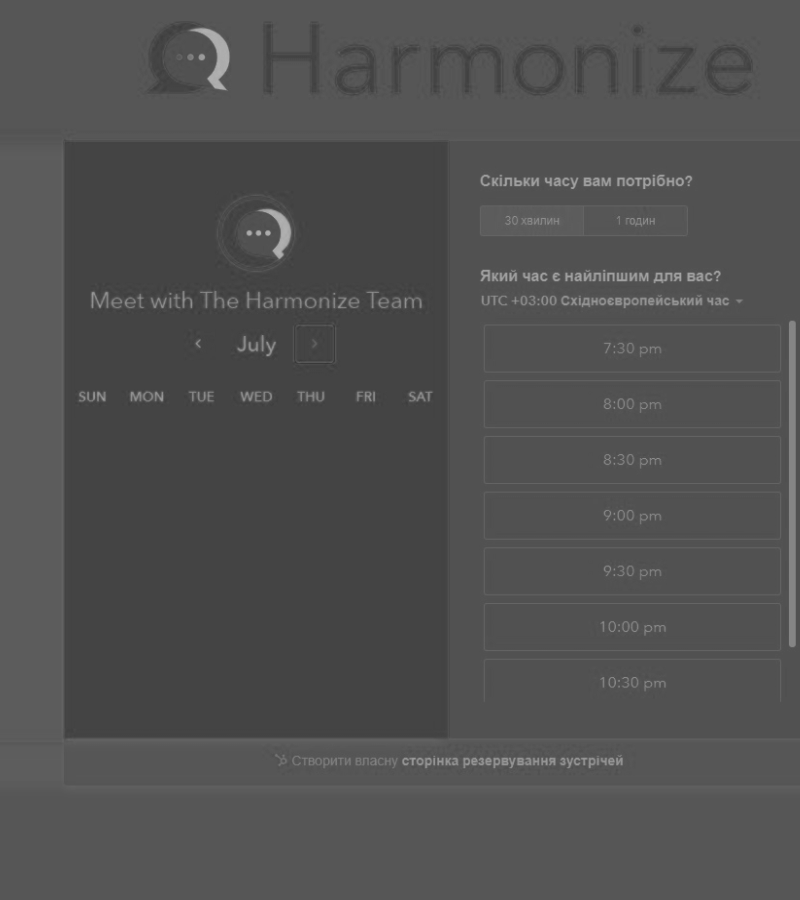 Harmonize
Meet with The Harmonize Team
July
SUN MON TUE WED THU FRI SAT
Скільки часу вам потрібно?
30 хвилин 1 годин
Який час є найліпшим для вас?
UTC +03:00 Східноєвропейський час
7:30 pm
8:00 pm
8:30 pm
9:00 pm
9:30 pm
10:00 pm
10:30 pm
Створити власну сторінка резервування зустрічей